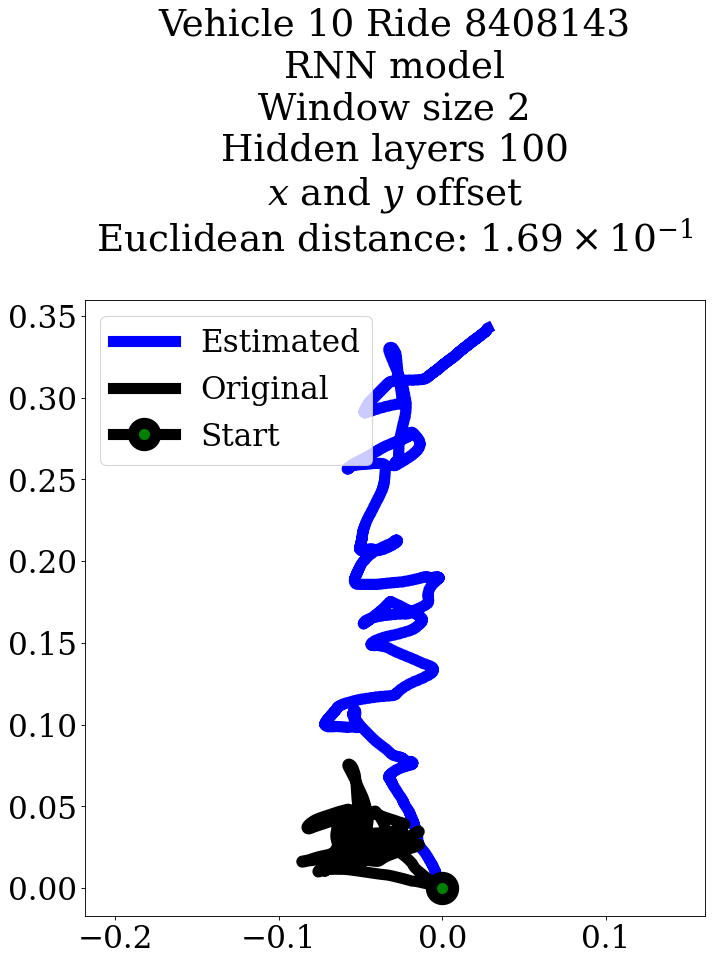 Vehicle 10 Ride 8408143
RNN model
Window size 2
Hidden layers 100
x and y offset
Euclidean distance: 1.69 × 10⁻¹
Estimated
Original
Start
0.35
0.30
0.25
0.20
0.15
0.10
0.05
0.00
−0.2 −0.1 0.0 0.1